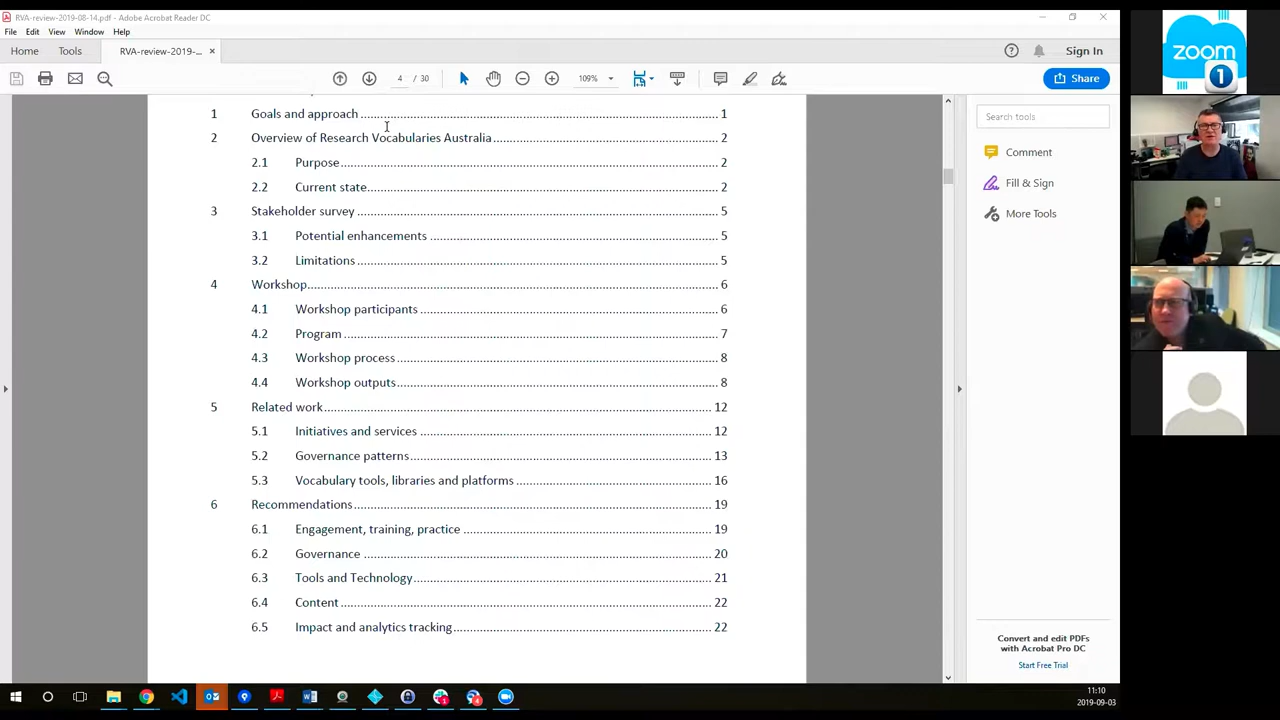 RVA-review-2019-08-14.pdf - Adobe Acrobat Reader DC
File Edit View Window Help
Home Tools RVA-review-2019-... × Sign In
4 / 30 109% Share
1 Goals and approach 1
2 Overview of Research Vocabularies Australia 2
2.1 Purpose 2
2.2 Current state 2
3 Stakeholder survey 5
3.1 Potential enhancements 5
3.2 Limitations 5
4 Workshop 6
4.1 Workshop participants 6
4.2 Program 7
4.3 Workshop process 8
4.4 Workshop outputs 8
5 Related work 12
5.1 Initiatives and services 12
5.2 Governance patterns 13
5.3 Vocabulary tools, libraries and platforms 16
6 Recommendations 19
6.1 Engagement, training, practice 19
6.2 Governance 20
6.3 Tools and Technology 21
6.4 Content 22
6.5 Impact and analytics tracking 22
Search tools
Comment
Fill & Sign
More Tools
Convert and edit PDFs
with Acrobat Pro DC
Start Free Trial
zoom
1
11:10
2019-09-03